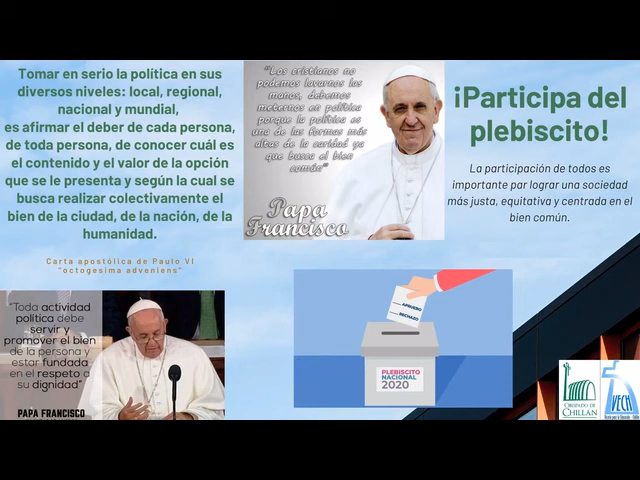 Tomar en serio la política en sus
diversos niveles: local, regional,
nacional y mundial,
es afirmar el deber de cada persona,
de toda persona, de conocer cuál es
el contenido y el valor de la opción
que se le presenta y según la cual se
busca realizar colectivamente el
bien de la ciudad, de la nación, de la
humanidad.
Carta apostólica de Paulo VI
"octogesima adveniens"
"Los cristianos no
podemos lavarnos las
manos, debemos
meternos en política
porque la política es
una de las formas más
altas de la caridad ya
que busca el bien
común"
Papa
Francisco
¡Participa del
plebiscito!
La participación de todos es
importante par lograr una sociedad
más justa, equitativa y centrada en el
bien común.
"Toda actividad
política debe
servir y
promover el bien
de la persona y
estar fundada
en el respeto a
su dignidad"
PAPA FRANCISCO
APRUEBO
RECHAZO
PLEBISCITO
NACIONAL
2020
OBISPADO DE
CHILLÁN
VECH